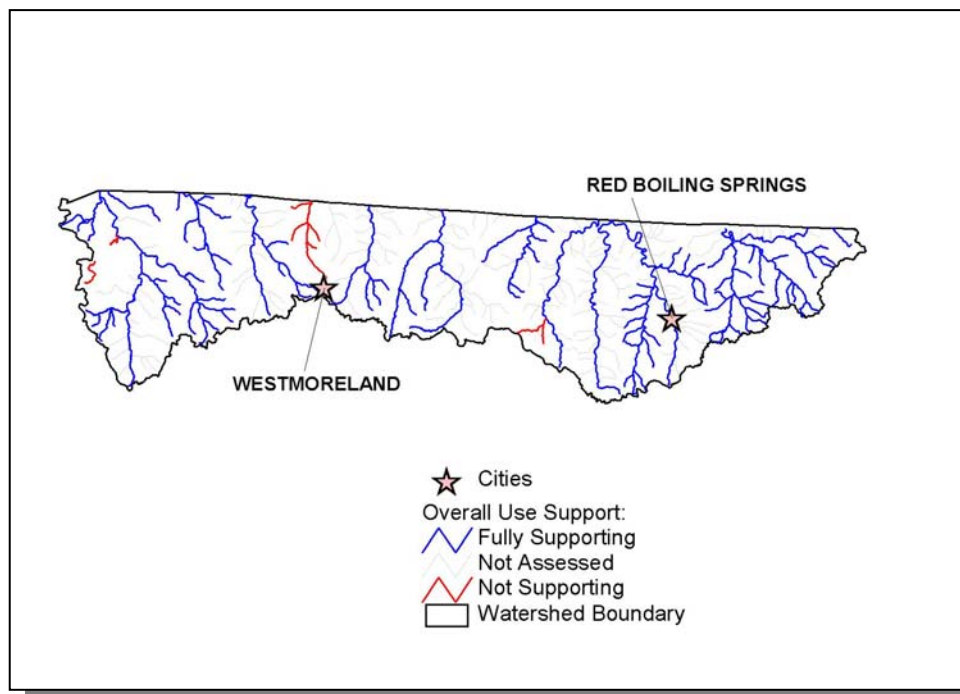 RED BOILING SPRINGS
WESTMORELAND
Cities
Overall Use Support:
Fully Supporting
Not Assessed
Not Supporting
Watershed Boundary